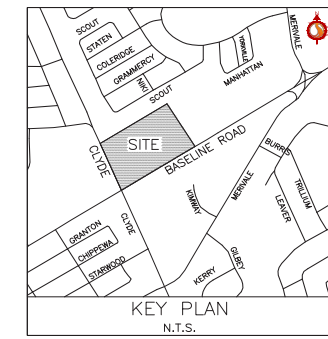 SCOUT
STATEN
COLERIDGE
GRAMMERCY
NIKI
SCOUT
YORKVILLE
MANHATTAN
MERIVALE
SITE
BASELINE ROAD
CLYDE
BURRIS
KIMWAY
MERIVALE
TRILLIUM
LEAVER
CLYDE
GRANTON
CHIPPEWA
STARWOOD
GILBEY
KERRY
KEY PLAN
N.T.S.